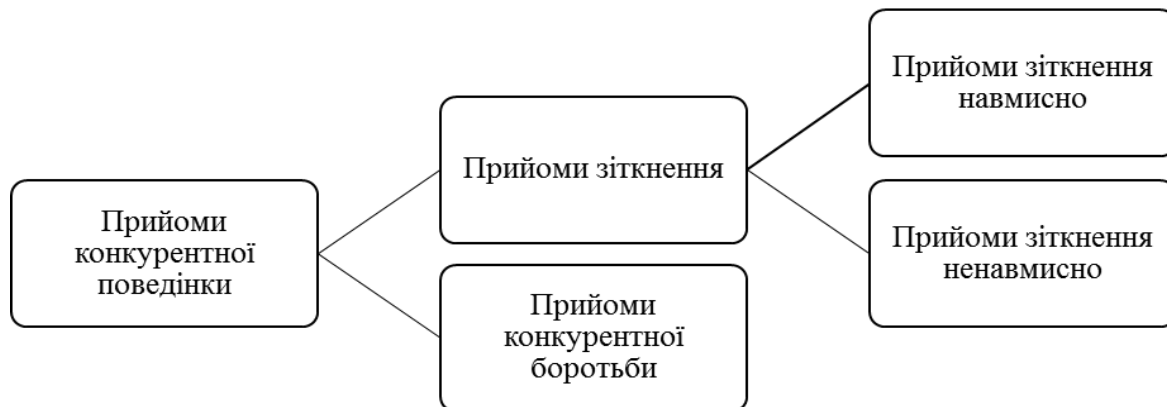 Прийоми
конкурентної
поведінки
Прийоми зіткнення
Прийоми
конкурентної
боротьби
Прийоми зіткнення
навмисно
Прийоми зіткнення
ненавмисно